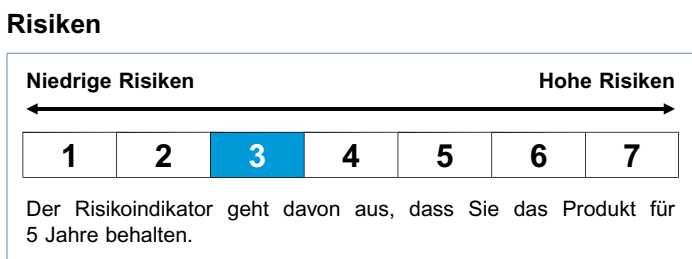 Risiken
Niedrige Risiken Hohe Risiken
1 2 3 4 5 6 7
Der Risikoindikator geht davon aus, dass Sie das Produkt für
5 Jahre behalten.